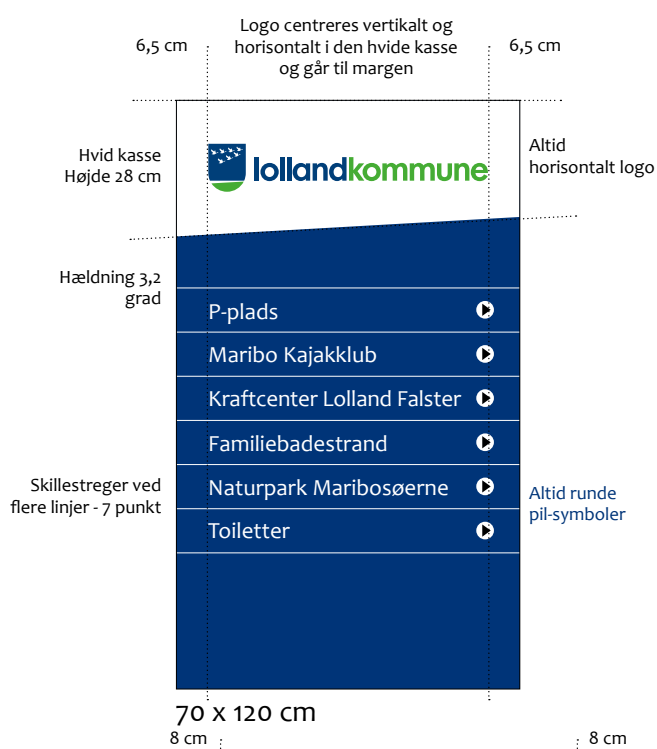 Logo centreres vertikalt og
horisontalt i den hvide kasse
og går til margen
6,5 cm
6,5 cm
Hvid kasse
Højde 28 cm
lollandkommune
Altid
horisontalt logo
Hældning 3,2
grad
P-plads
Maribo Kajakklub
Kraftcenter Lolland Falster
Familiebadestrand
Naturpark Maribosøerne
Toiletter
Skillestreger ved
flere linjer - 7 punkt
Altid runde
pil-symboler
70 x 120 cm
8 cm
8 cm